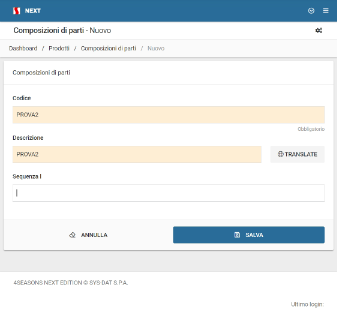 NEXT
Composizioni di parti - Nuovo
Dashboard / Prodotti / Composizioni di parti / Nuovo
Composizioni di parti
Codice
PROVA2
Obbligatorio
Descrizione
PROVA2
TRANSLATE
Sequenza I
ANNULLA
SALVA
4SEASONS NEXT EDITION © SYS-DAT S.P.A.
Ultimo login: